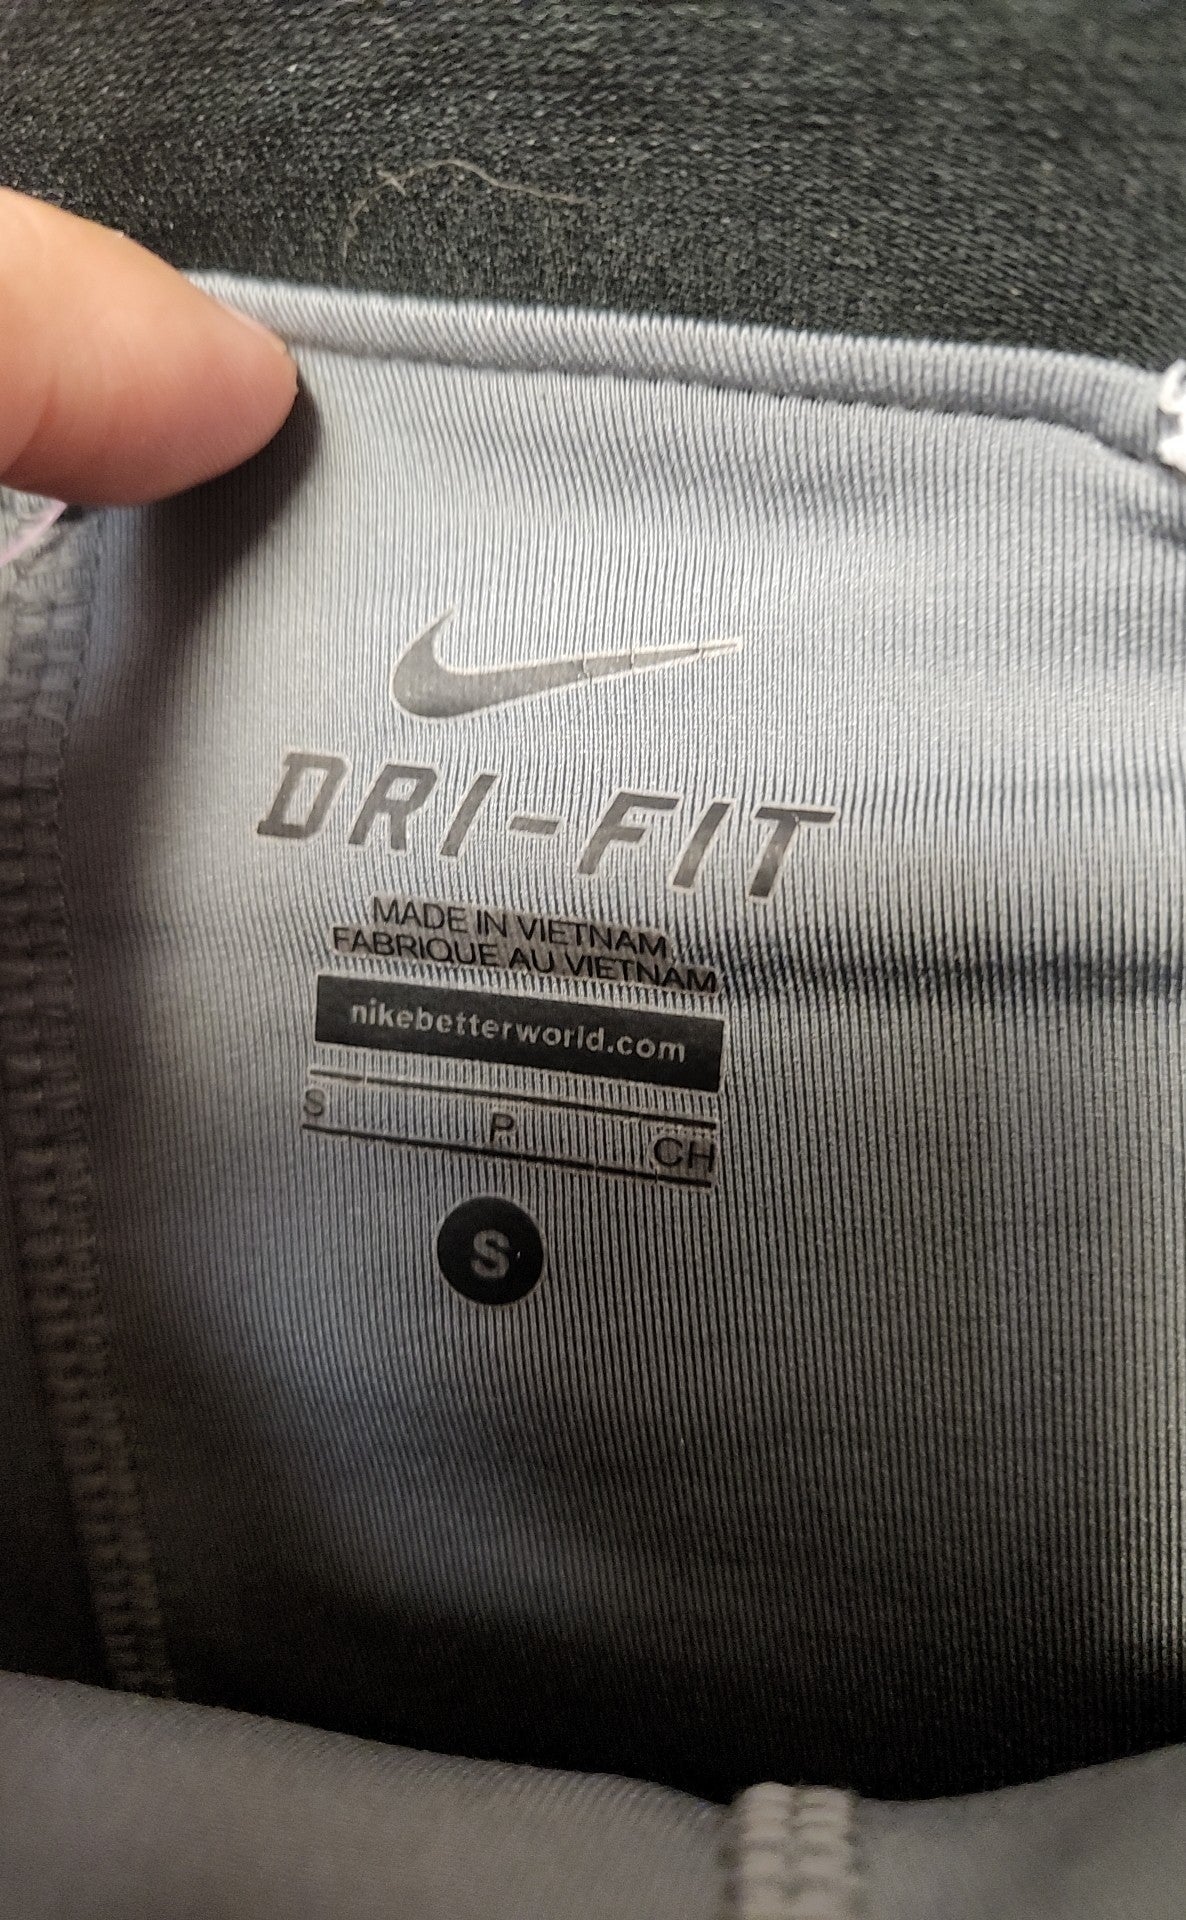 DRI-FIT
MADE IN VIETNAM
FABRIQUE AU VIETNAM
nikebetterworld.com
S P CH
S